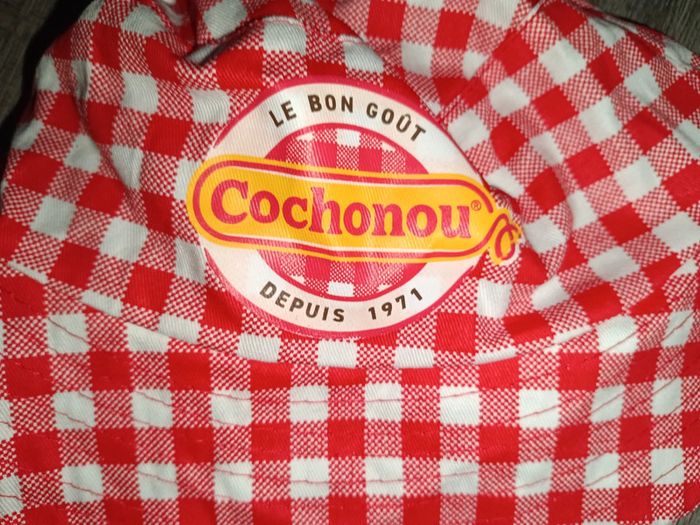 LE BON GOÛT
Cochonou®
DEPUIS 1971